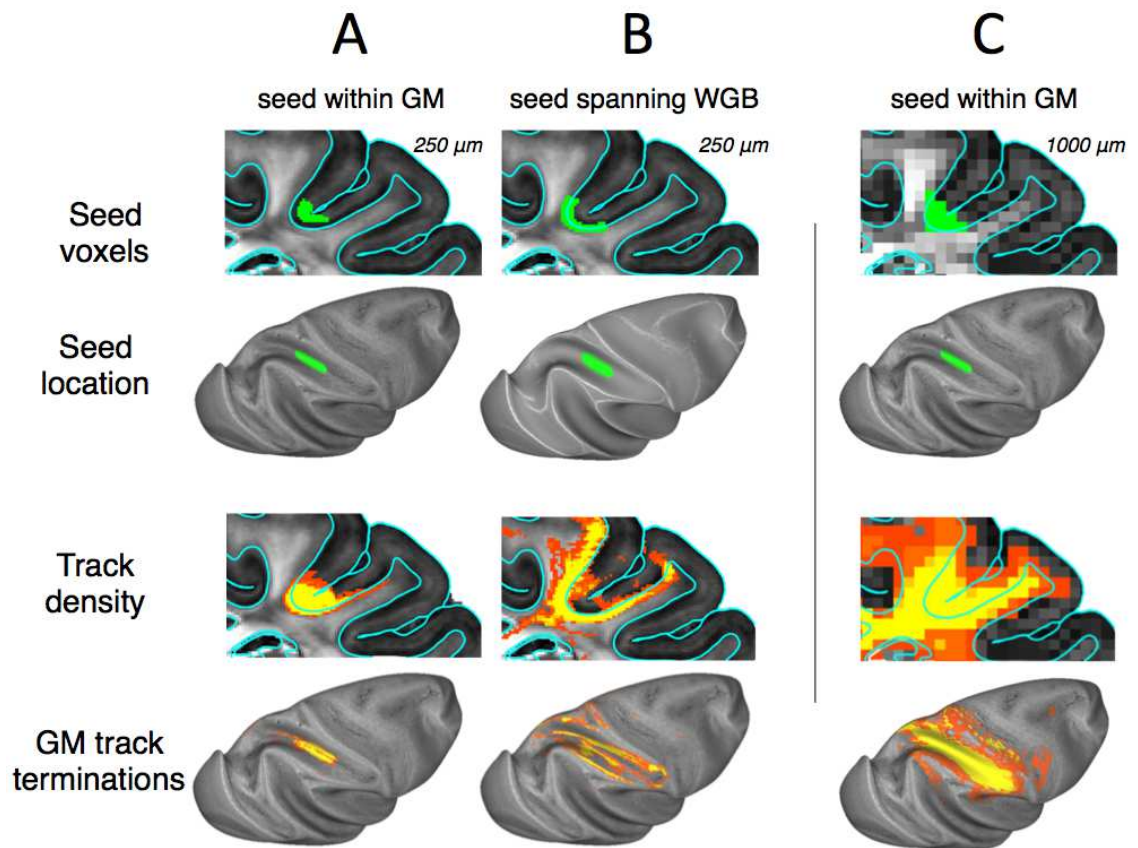 A
B
C
seed within GM
seed spanning WGB
seed within GM
250 µm
250 µm
1000 µm
Seed
voxels
Seed
location
Track
density
GM track
terminations